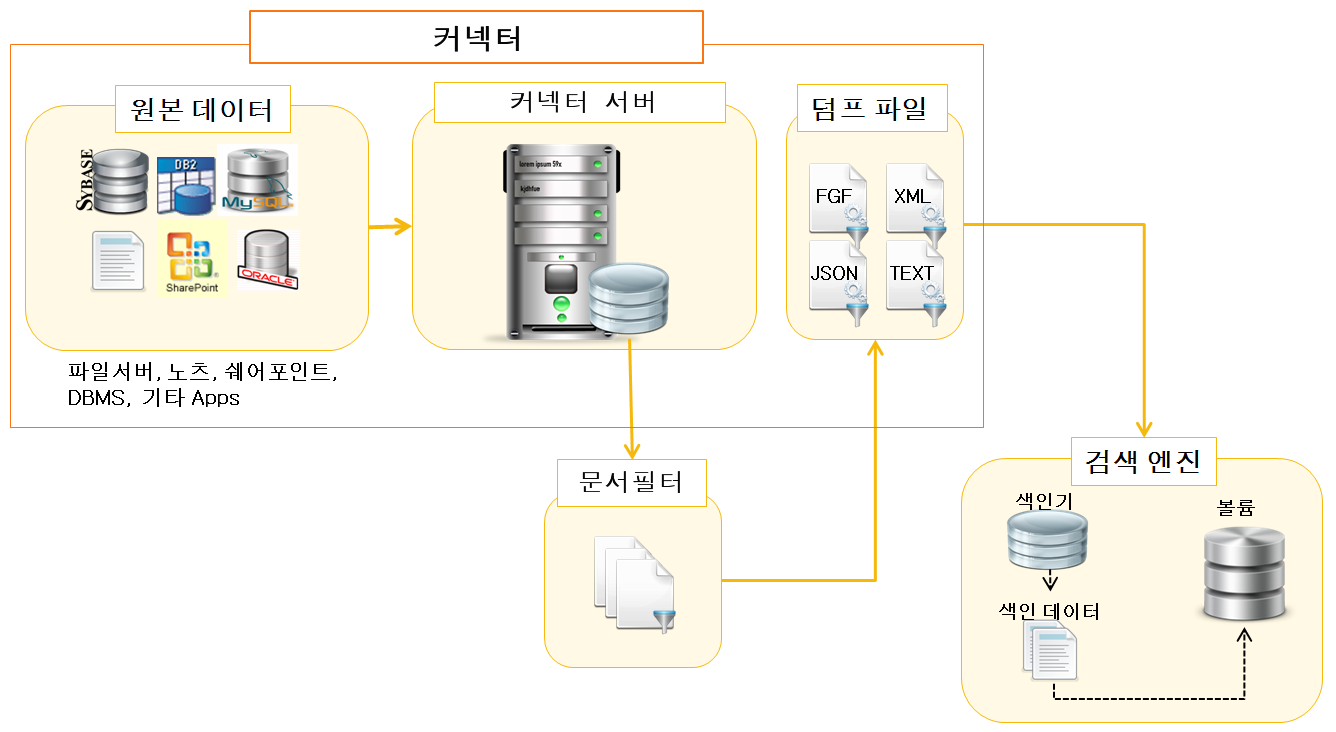 커넥터
원본 데이터
커넥터 서버
덤프 파일
SYBASE
DB2
MySQL
SharePoint
ORACLE
lorem ipsum 59x
kjdhfue
FGF
XML
JSON
TEXT
파일서버, 노츠, 쉐어포인트,
DBMS, 기타 Apps
문서필터
검색 엔진
색인기
볼륨
색인 데이터